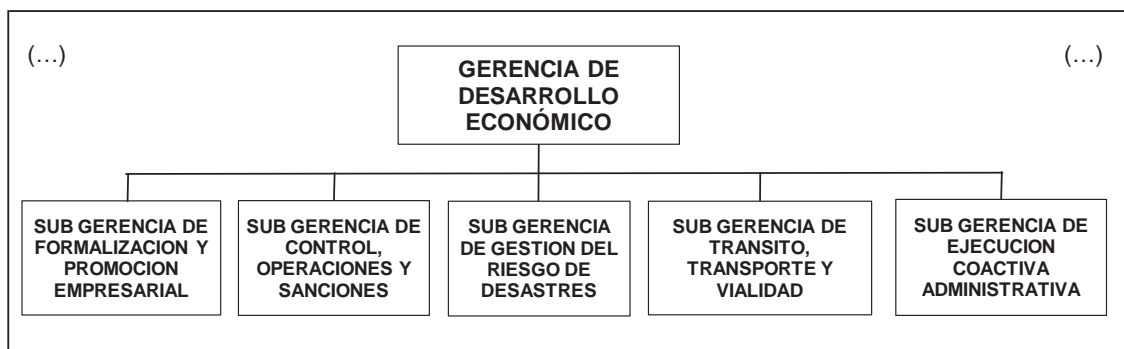 (…) (…)
GERENCIA DE
DESARROLLO
ECONÓMICO
SUB GERENCIA DE
FORMALIZACION Y
PROMOCION
EMPRESARIAL
SUB GERENCIA DE
CONTROL,
OPERACIONES Y
SANCIONES
SUB GERENCIA
DE GESTION DEL
RIESGO DE
DESASTRES
SUB GERENCIA DE
TRANSITO,
TRANSPORTE Y
VIALIDAD
SUB GERENCIA DE
EJECUCION
COACTIVA
ADMINISTRATIVA